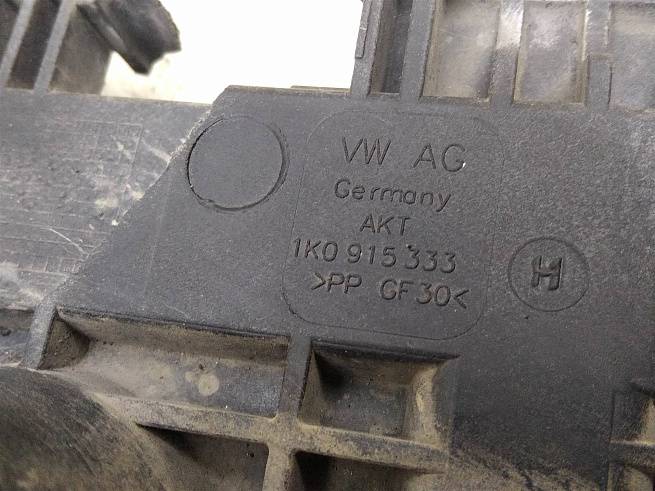 VW AG
Germany
AKT
1K0 915 333
>PP GF30<
H